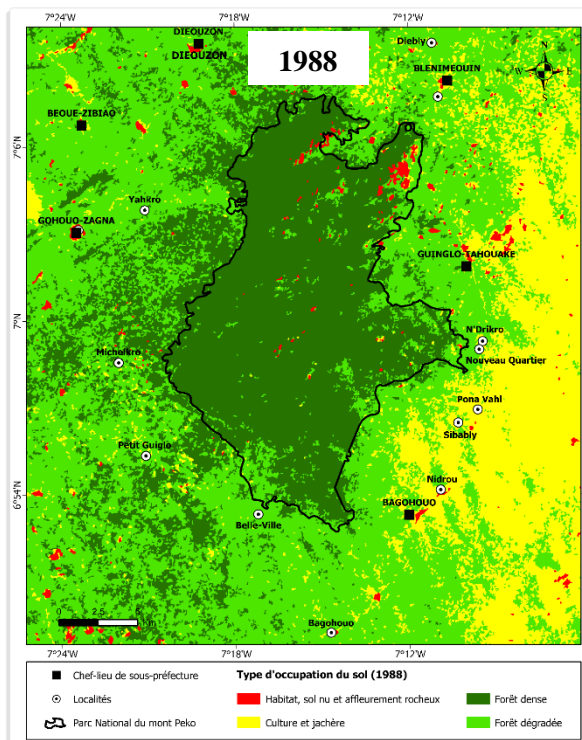 7°24'W 7°18'W 7°12'W
DIEOUZON
DIEOUZON
1988
Diebly
N
W E
S
BLENIMEOUIN
BEOUE-ZIBIAO
7°6'N
Yahkro
GOHOUO-ZAGNA
GUINGLO-TAHOUAKE
7°N
N'Drikro
Nouveau Quartier
Michelkro
Pona Vahl
Sibably
Petit Guiglo
6°54'N
Nidrou
BAGOHOUO
Belle-Ville
0 2,5 5
Km
Bagohouo
7°24'W 7°18'W 7°12'W
Chef-lieu de sous-préfecture
Localités
Parc National du mont Peko
Type d'occupation du sol (1988)
Habitat, sol nu et affleurement rocheux
Forêt dense
Culture et jachère
Forêt dégradée